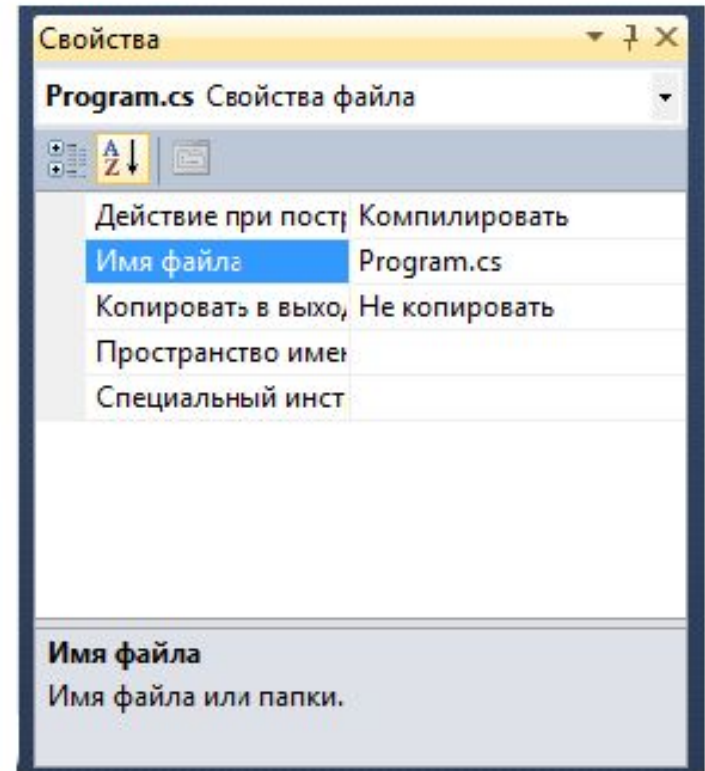 Свойства
Program.cs Свойства файла
Действие при пост Компилировать
Имя файла Program.cs
Копировать в выхо Не копировать
Пространство имен
Специальный инст
Имя файла
Имя файла или папки.